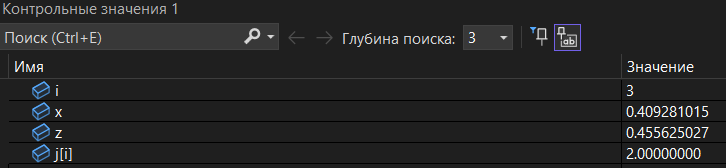 Контрольные значения 1
Поиск (Ctrl+E) Глубина поиска: 3
Имя Значение
i 3
x 0.409281015
z 0.455625027
j[i] 2.00000000